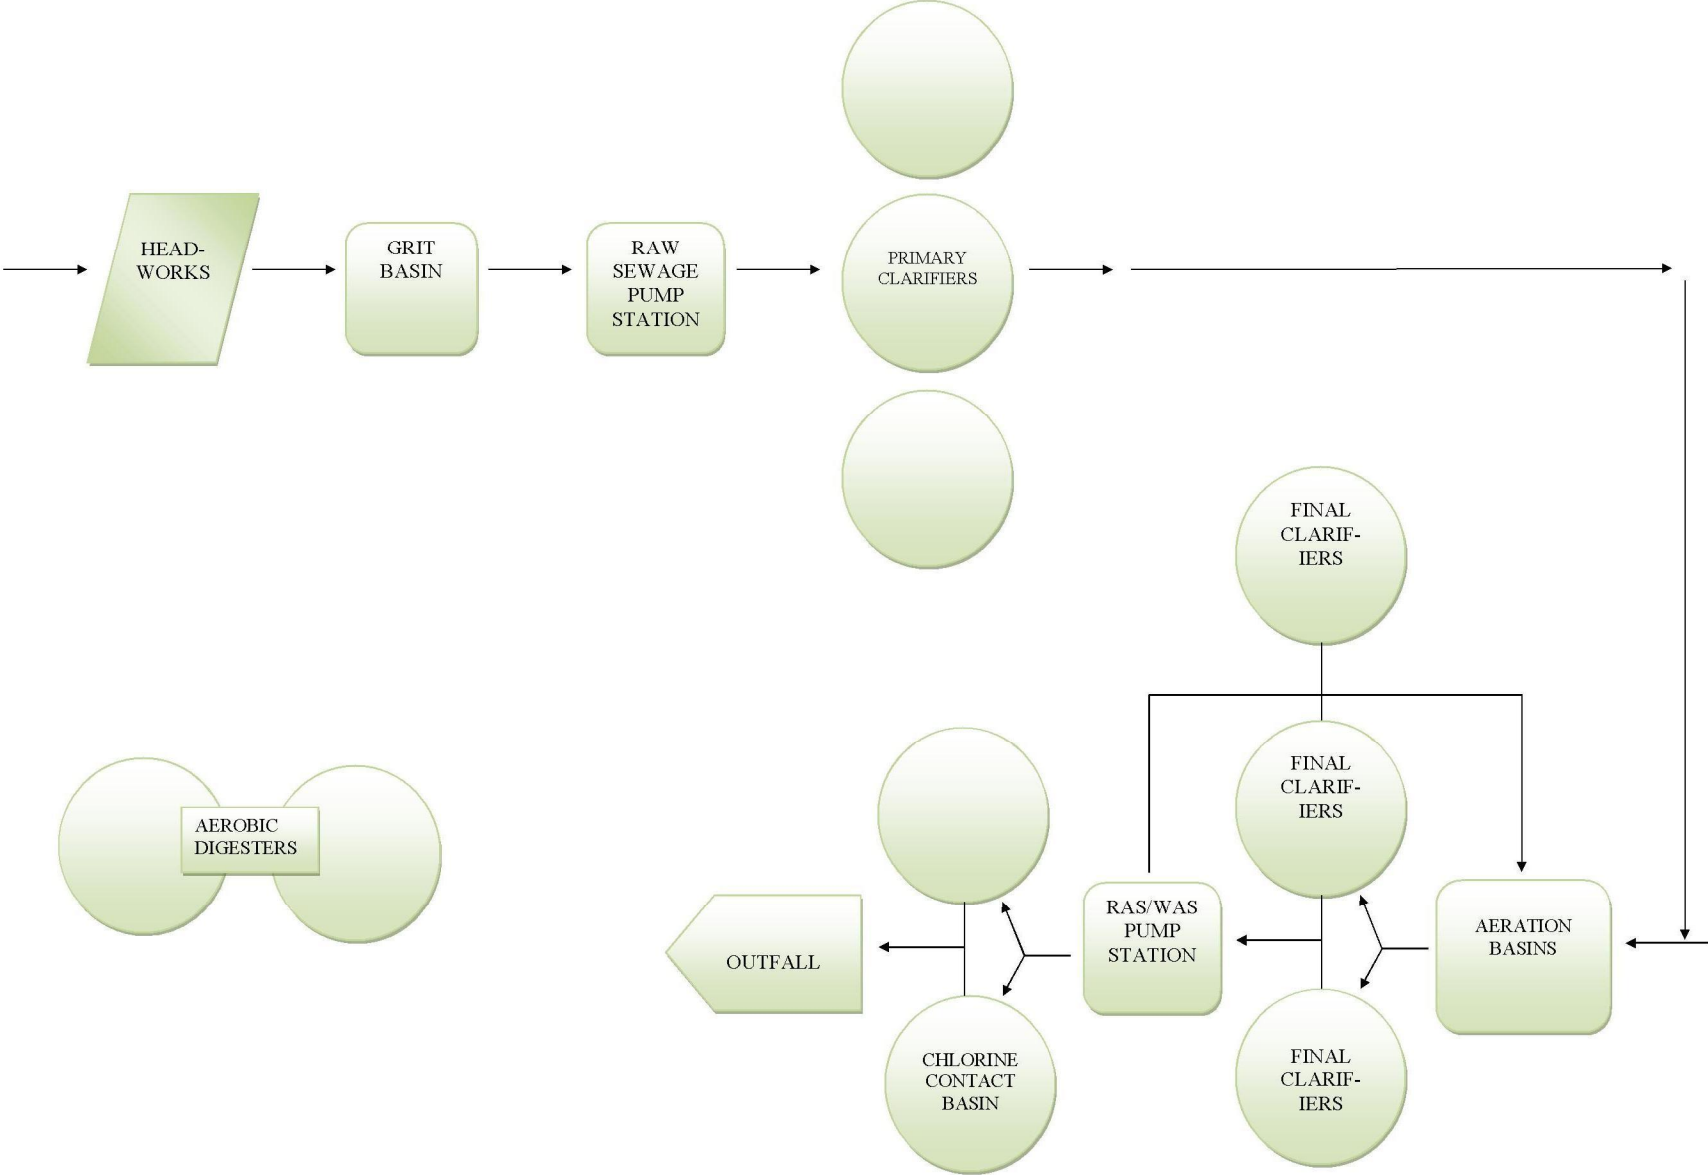 HEAD-
WORKS
GRIT
BASIN
RAW
SEWAGE
PUMP
STATION
PRIMARY
CLARIFIERS
FINAL
CLARIF-
IERS
FINAL
CLARIF-
IERS
AEROBIC
DIGESTERS
OUTFALL
RAS/WAS
PUMP
STATION
AERATION
BASINS
CHLORINE
CONTACT
BASIN
FINAL
CLARIF-
IERS